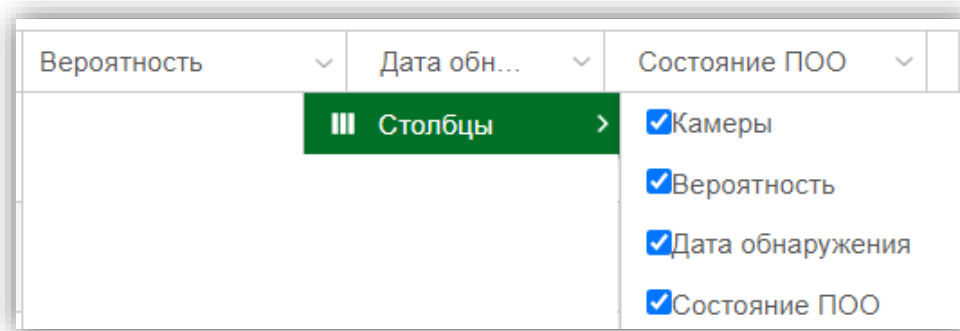 Вероятность Дата обн... Состояние ПОО
Столбцы Камеры
Вероятность
Дата обнаружения
Состояние ПОО